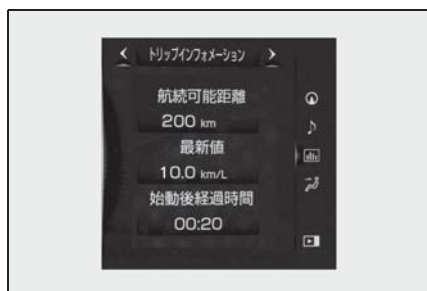 トリップインフォメーション
航続可能距離
200 km
最新値
10.0 km/L
始動後経過時間
00:20